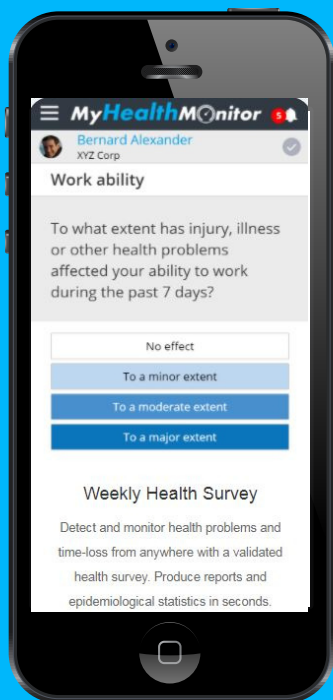 MyHealthMonitor 5
Bernard Alexander
XYZ Corp
Work ability
To what extent has injury, illness
or other health problems
affected your ability to work
during the past 7 days?
No effect
To a minor extent
To a moderate extent
To a major extent
Weekly Health Survey
Detect and monitor health problems and
time-loss from anywhere with a validated
health survey. Produce reports and
epidemiological statistics in seconds.